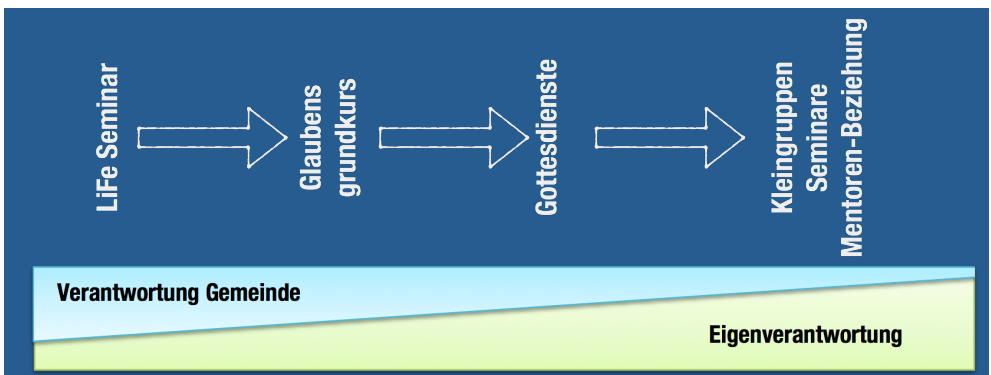 LiFe Seminar
Glaubens
grundkurs
Gottesdienste
Kleingruppen
Seminare
Mentoren-Beziehung
Verantwortung Gemeinde
Eigenverantwortung